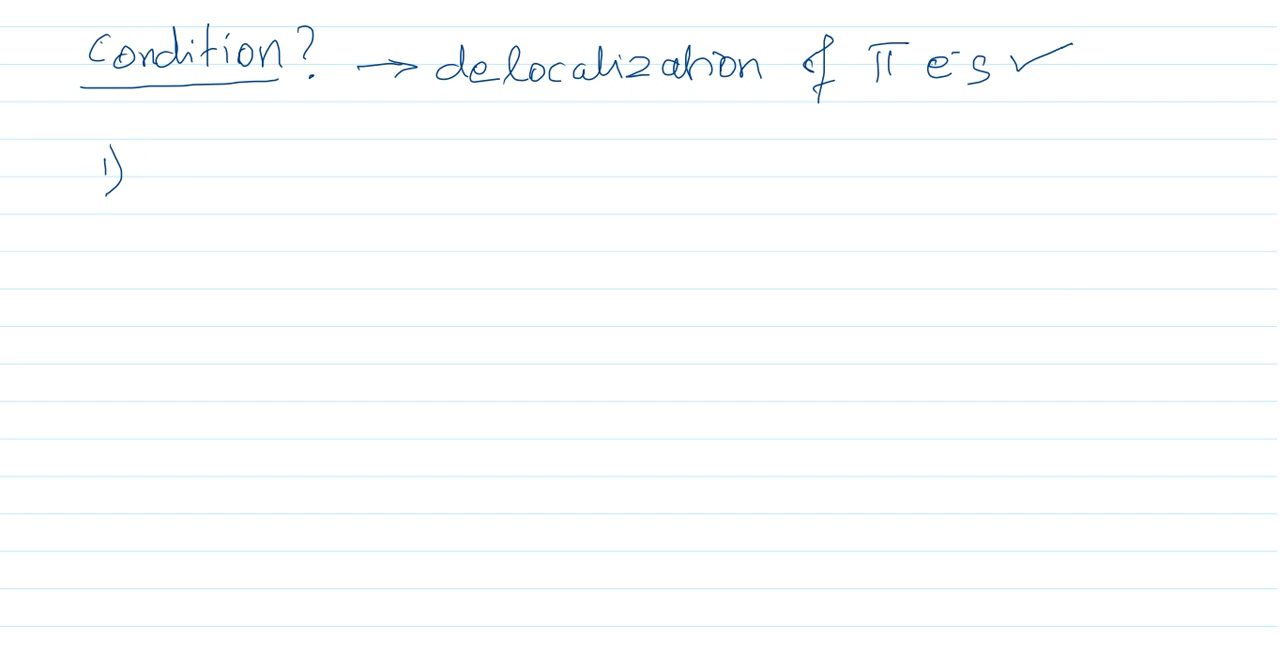 Condition? → delocalization of π e⁻s ✓
1)